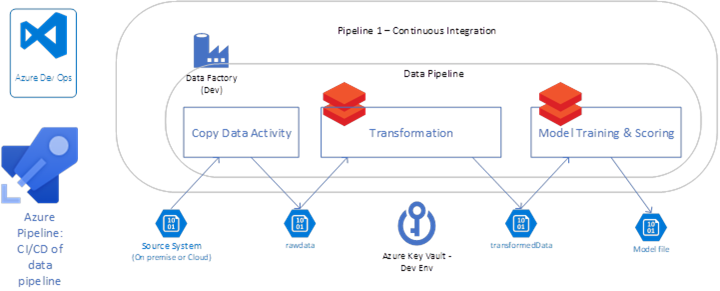 Pipeline 1 – Continuous Integration
Azure Dev Ops
Data Factory
(Dev)
Data Pipeline
Copy Data Activity
Transformation
Model Training & Scoring
10
01
10
01
10
01
10
01
Source System
(On premise or Cloud)
rawdata
Azure Key Vault -
Dev Env
transformedData
Model file
Azure
Pipeline:
CI/CD of
data
pipeline